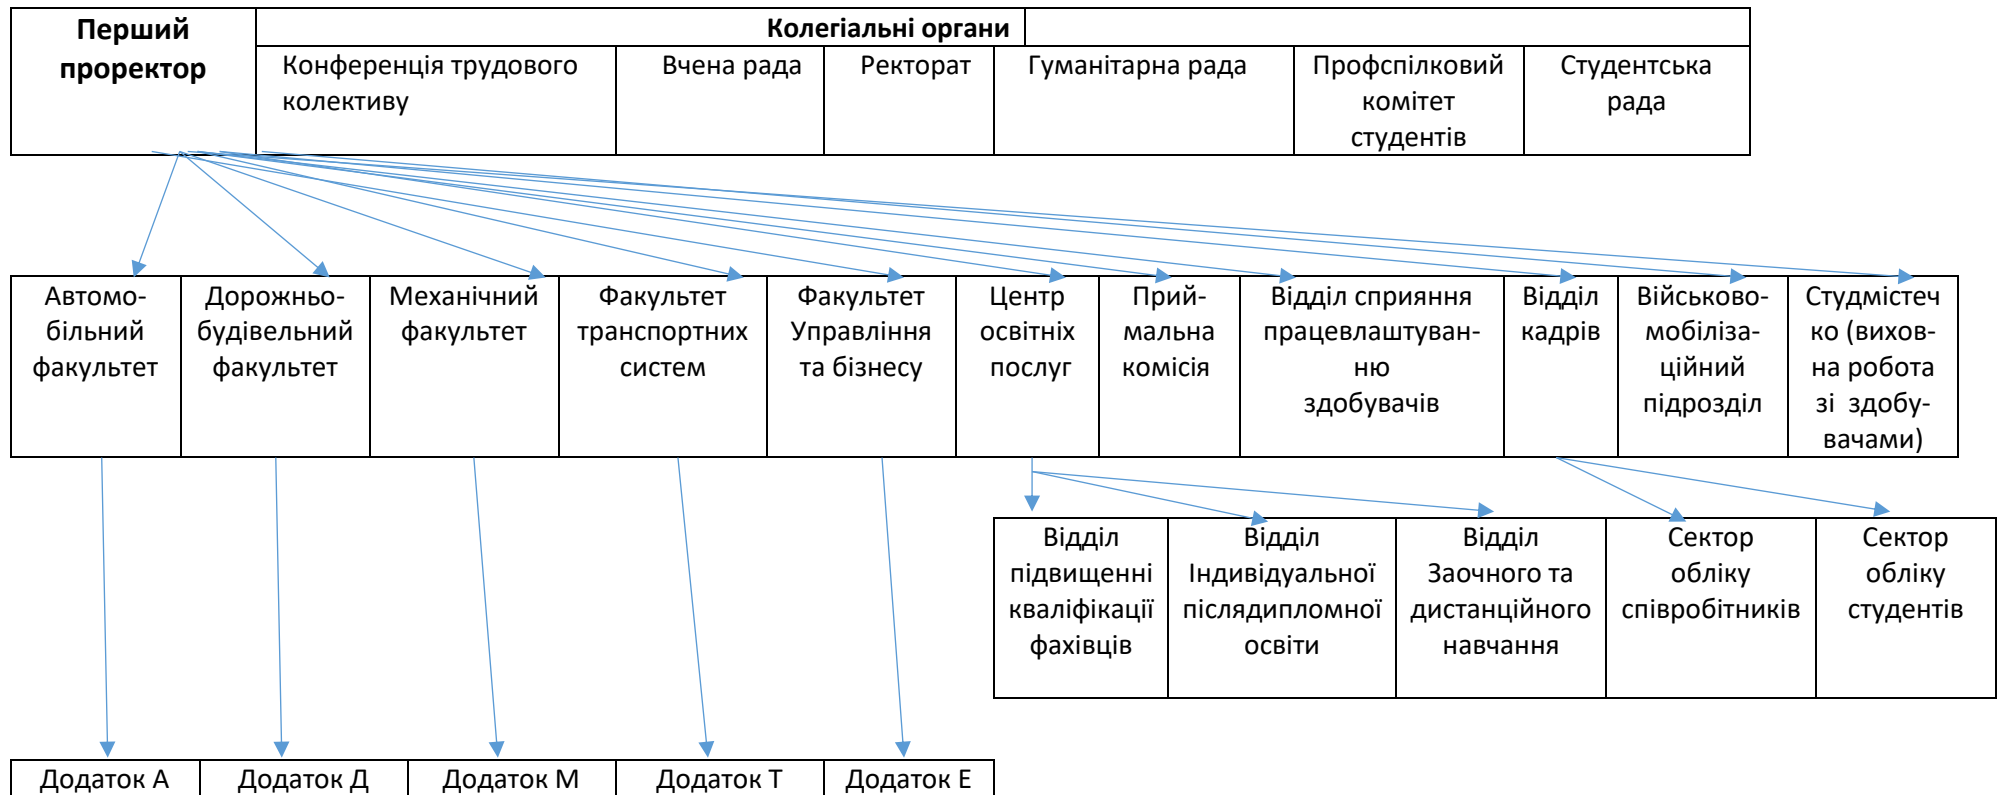 Перший
проректор
Колегіальні органи
Конференція трудового
колективу
Вчена рада
Ректорат
Гуманітарна рада
Профспілковий
комітет
студентів
Студентська
рада
Автомо-
більний
факультет
Дорожньо-
будівельний
факультет
Механічний
факультет
Факультет
транспортних
систем
Факультет
Управління
та бізнесу
Центр
освітніх
послуг
Прий-
мальна
комісія
Відділ сприяння
працевлаштуван-
ню
здобувачів
Відділ
кадрів
Військово-
мобіліза-
ційний
підрозділ
Студмістеч
ко (вихов-
на робота
зі здобу-
вачами)
Відділ
підвищенні
кваліфікації
фахівців
Відділ
Індивідуальної
післядипломної
освіти
Відділ
Заочного та
дистанційного
навчання
Сектор
обліку
співробітників
Сектор
обліку
студентів
Додаток А
Додаток Д
Додаток М
Додаток Т
Додаток Е